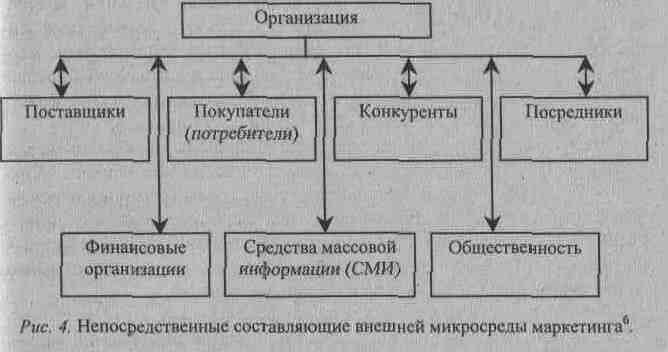 Организация
Поставщики
Покупатели
(потребители)
Конкуренты
Посредники
Финансовые
организации
Средства массовой
информации (СМИ)
Общественность
Рис. 4. Непосредственные составляющие внешней микросреды маркетинга⁶.